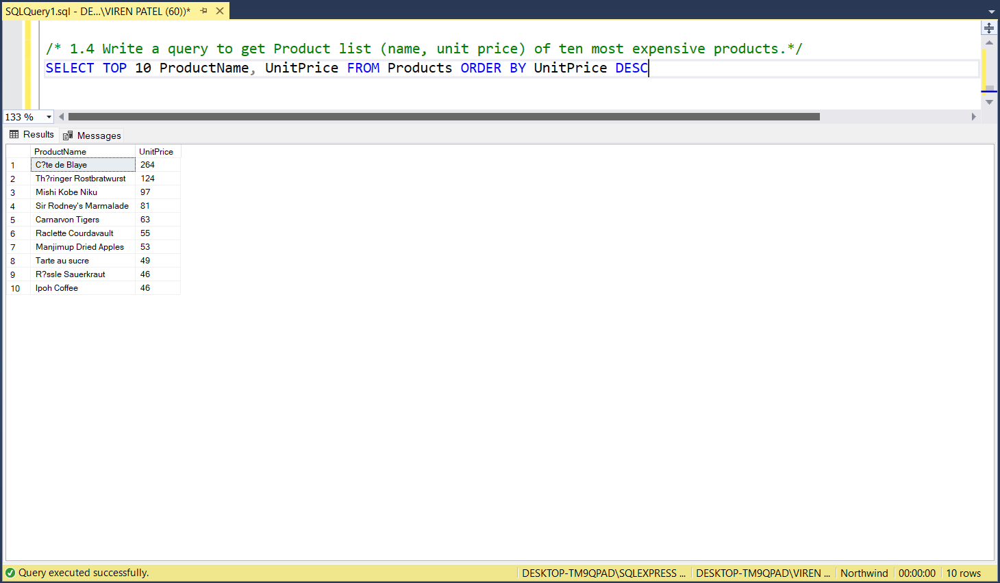 SQLQuery1.sql - DE...\VIREN PATEL (60))*
/* 1.4 Write a query to get Product list (name, unit price) of ten most expensive products.*/
SELECT TOP 10 ProductName, UnitPrice FROM Products ORDER BY UnitPrice DESC
133 %
Results Messages
ProductName UnitPrice
1 C?te de Blaye 264
2 Th?ringer Rostbratwurst 124
3 Mishi Kobe Niku 97
4 Sir Rodney's Marmalade 81
5 Carnarvon Tigers 63
6 Raclette Courdavault 55
7 Manjimup Dried Apples 53
8 Tarte au sucre 49
9 R?ssle Sauerkraut 46
10 Ipoh Coffee 46
Query executed successfully. DESKTOP-TM9QPAD\SQLEXPRESS ... DESKTOP-TM9QPAD\VIREN ... Northwind 00:00:00 10 rows